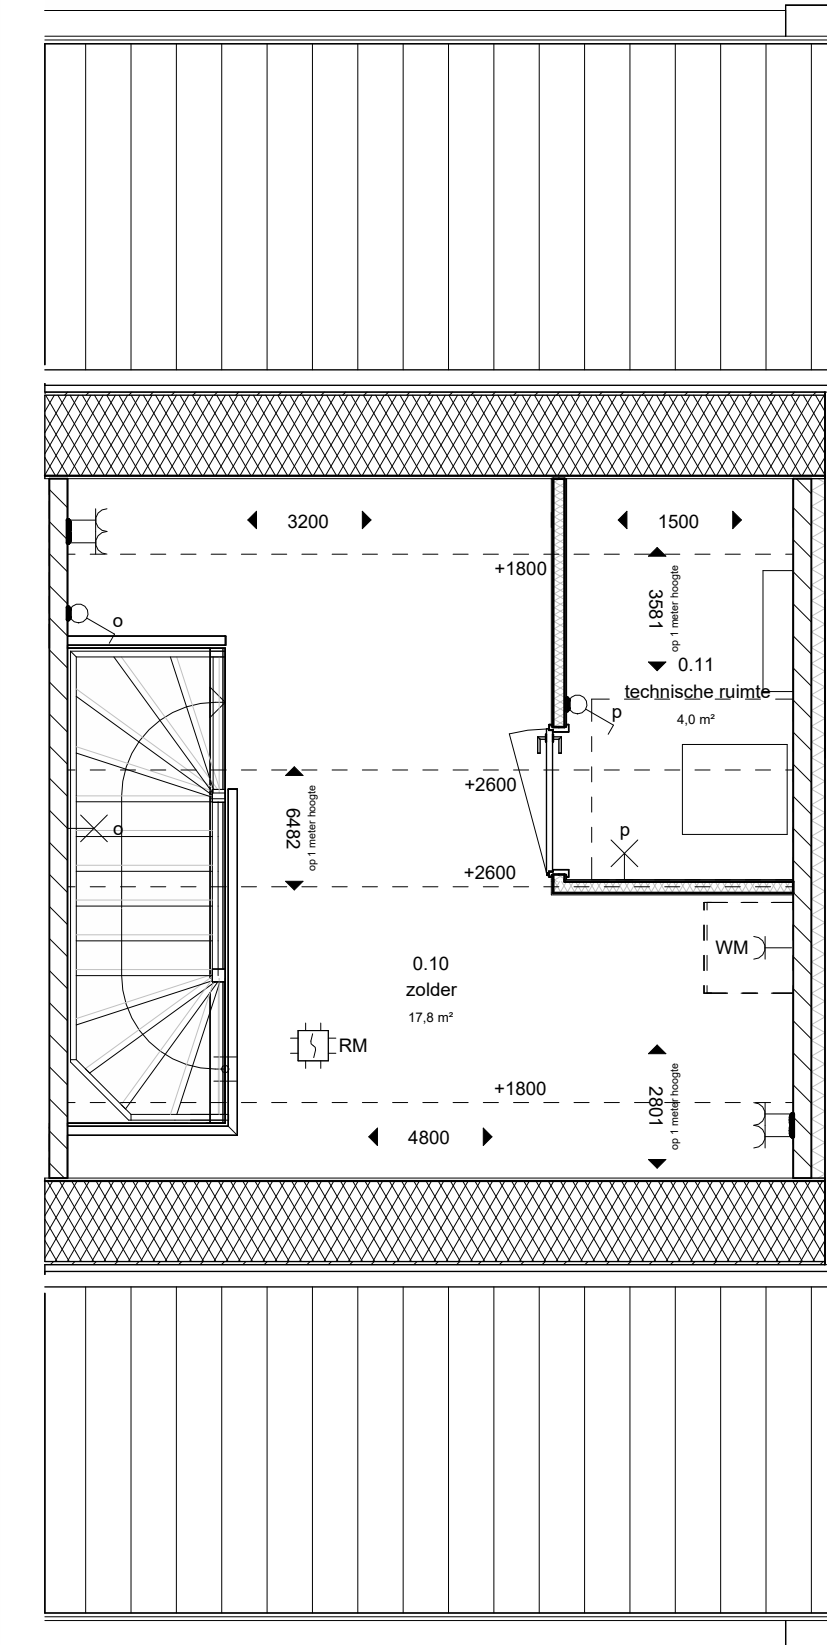 3200
1500
+1800
3581
op 1 meter hoogte
o
0.11
technische ruimte
4,0 m²
p
+2600
6482
op 1 meter hoogte
o
p
+2600
WM
0.10
zolder
17,8 m²
RM
+1800
2801
op 1 meter hoogte
4800